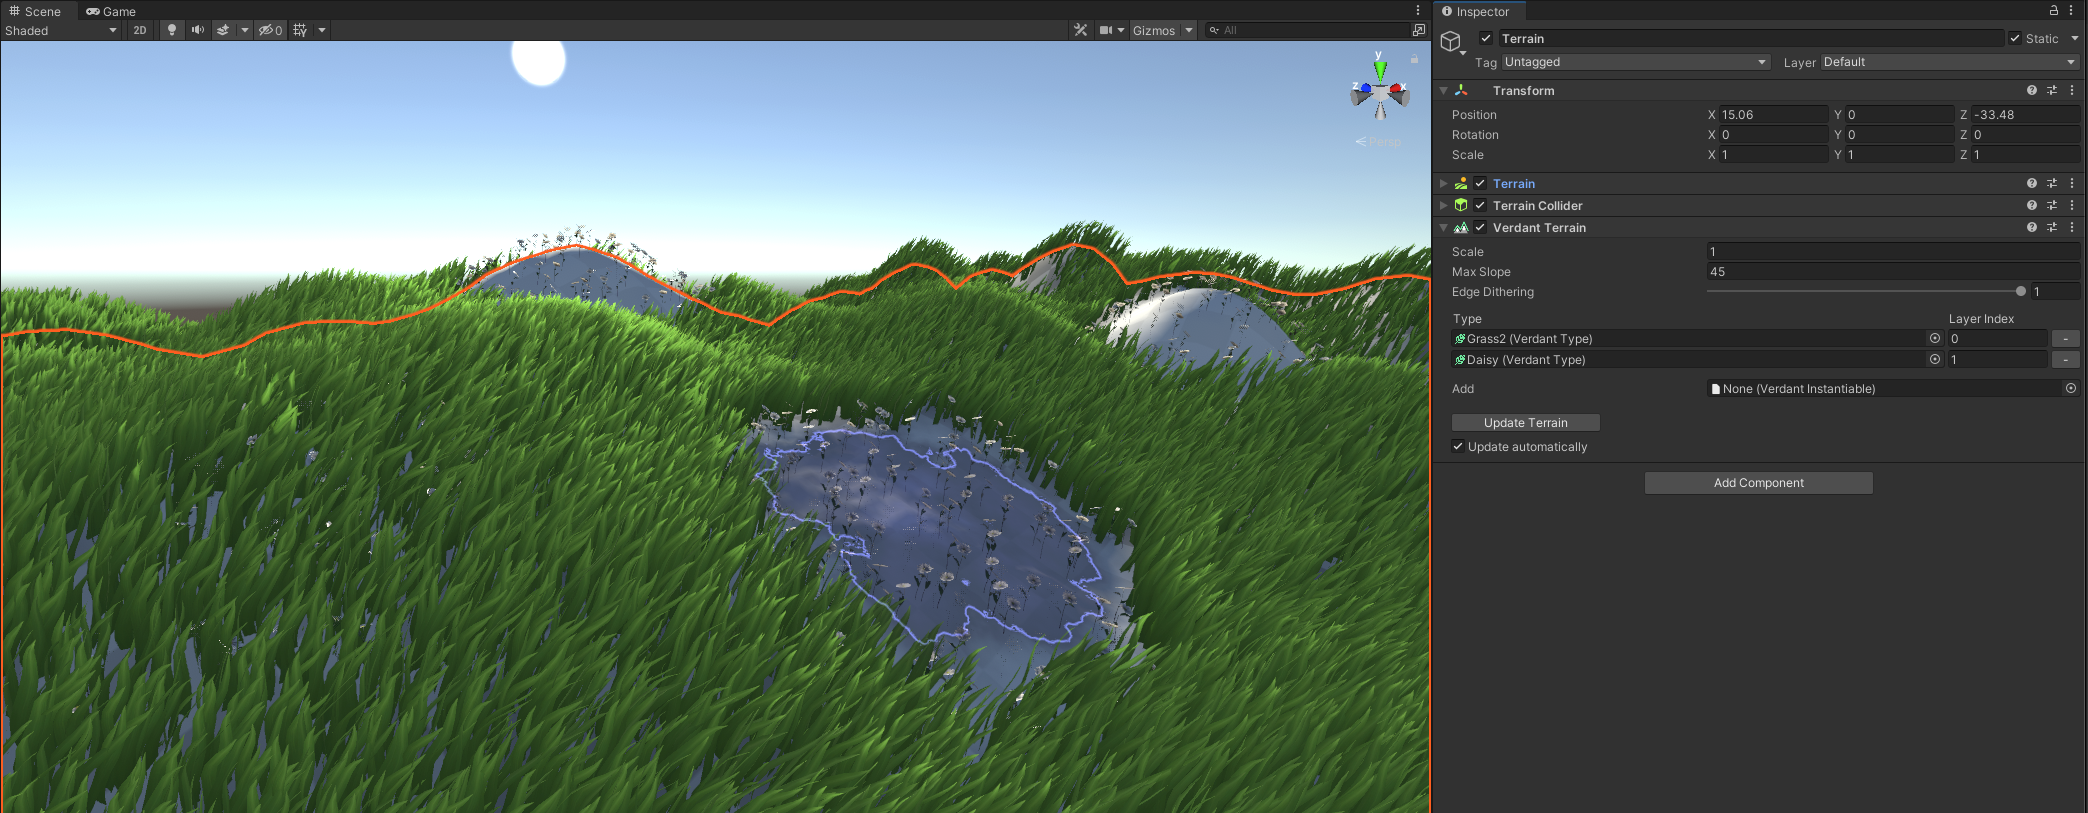 Scene Game
Shaded 2D 0 Gizmos All
y
z x
Persp
Inspector
Terrain Static
Tag Untagged Layer Default
Transform
Position X 15.06 Y 0 Z -33.48
Rotation X 0 Y 0 Z 0
Scale X 1 Y 1 Z 1
Terrain
Terrain Collider
Verdant Terrain
Scale 1
Max Slope 45
Edge Dithering 1
Type Layer Index
Grass2 (Verdant Type) 0 -
Daisy (Verdant Type) 1 -
Add None (Verdant Instantiable)
Update Terrain
Update automatically
Add Component